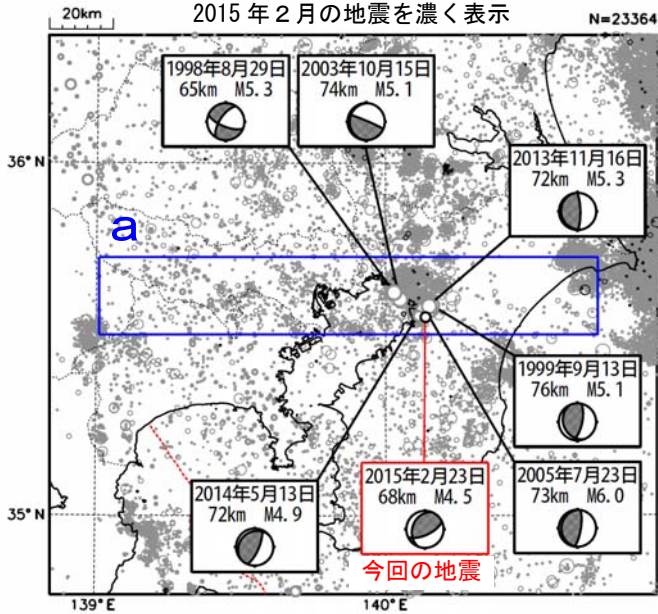 2015年２月の地震を濃く表示
20km
N=23364
1998年8月29日
65km M5.3
2003年10月15日
74km M5.1
2013年11月16日
72km M5.3
36°N
a
1999年9月13日
76km M5.1
2014年5月13日
72km M4.9
2015年2月23日
68km M4.5
2005年7月23日
73km M6.0
35°N
今回の地震
139°E
140°E